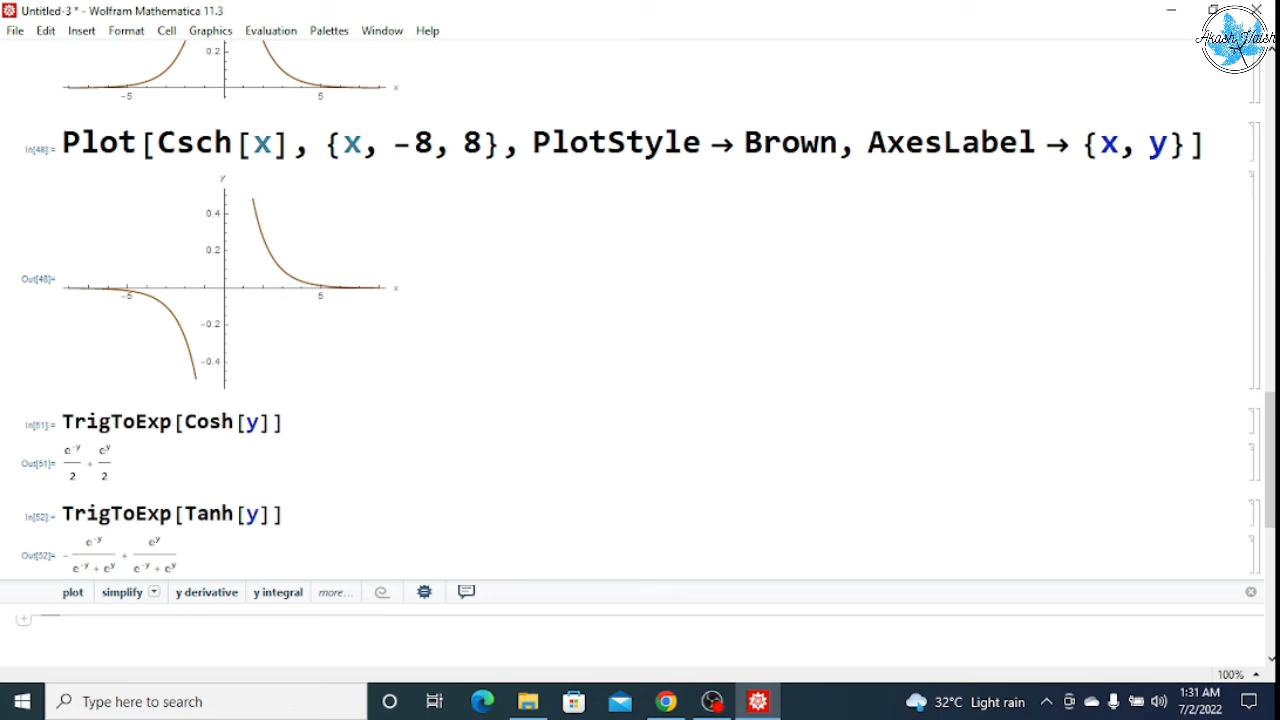 Untitled-3 * - Wolfram Mathematica 11.3
File Edit Insert Format Cell Graphics Evaluation Palettes Window Help
0.2
-5 5 x
In[48]:= Plot[Csch[x], {x, -8, 8}, PlotStyle → Brown, AxesLabel → {x, y}]
y
0.4
0.2
Out[48]=
-5 5 x
-0.2
-0.4
In[51]:= TrigToExp[Cosh[y]]
Out[51]= e^-y/2 + e^y/2
In[52]:= TrigToExp[Tanh[y]]
Out[52]= - e^-y/(e^-y + e^y) + e^y/(e^-y + e^y)
plot simplify y derivative y integral more...
100%
Type here to search
32°C Light rain
1:31 AM
7/2/2022